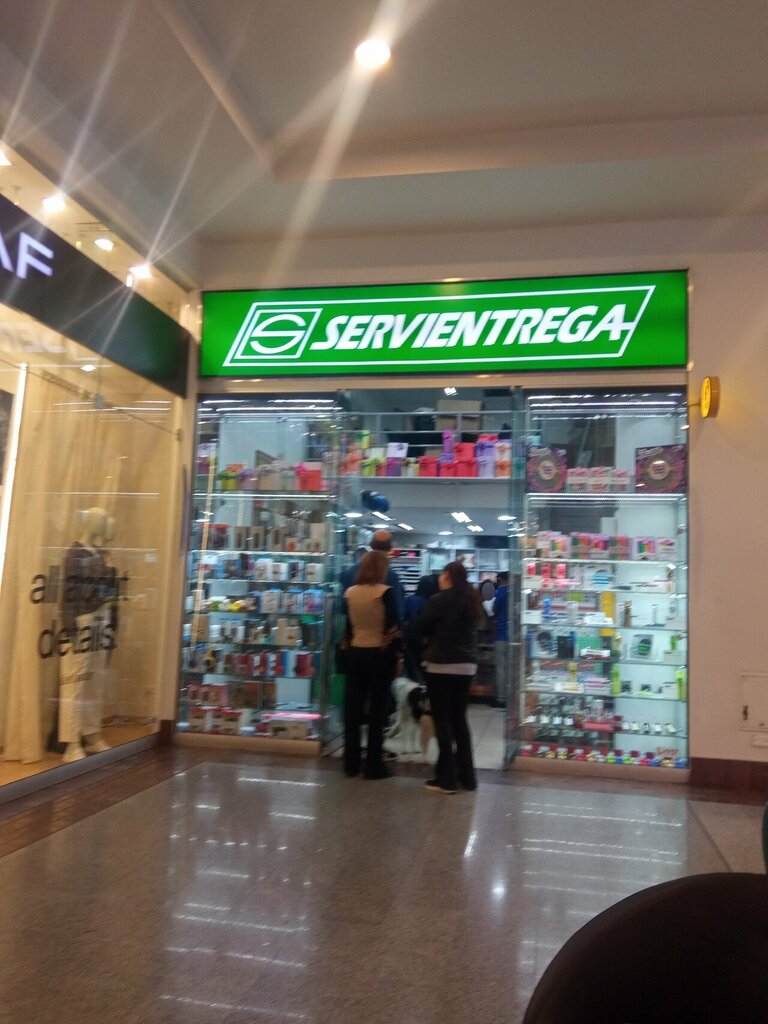 AF
SERVIENTREGA
all about
details